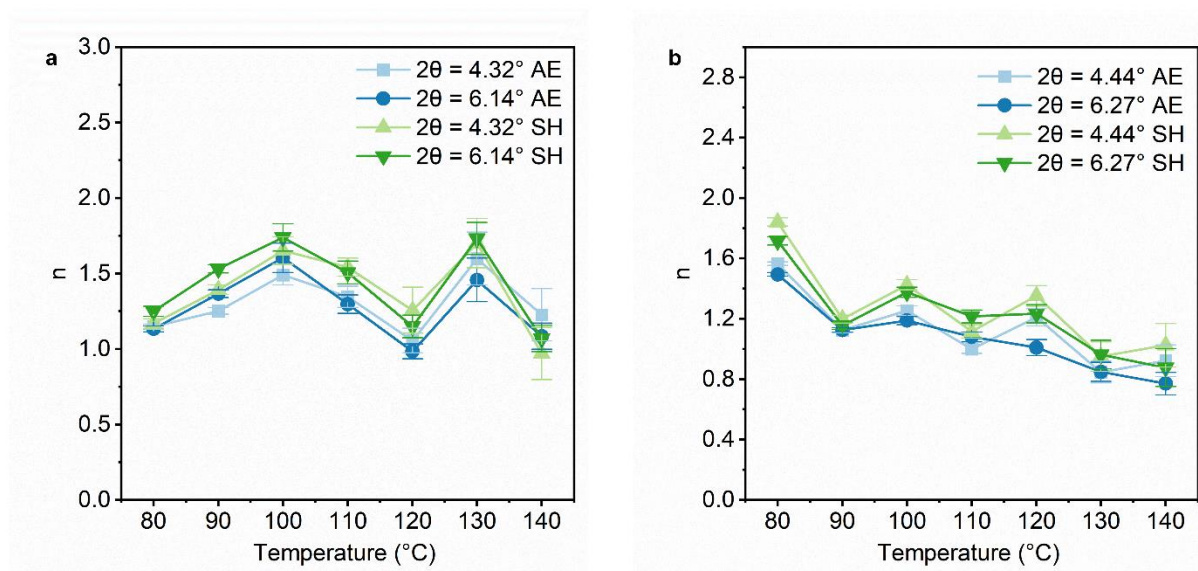 a
3.0
2.5
2.0
1.5
1.0
0.5
0.0
n
2θ = 4.32° AE
2θ = 6.14° AE
2θ = 4.32° SH
2θ = 6.14° SH
80 90 100 110 120 130 140
Temperature (°C)
b
2.8
2.4
2.0
1.6
1.2
0.8
0.4
0.0
n
2θ = 4.44° AE
2θ = 6.27° AE
2θ = 4.44° SH
2θ = 6.27° SH
80 90 100 110 120 130 140
Temperature (°C)